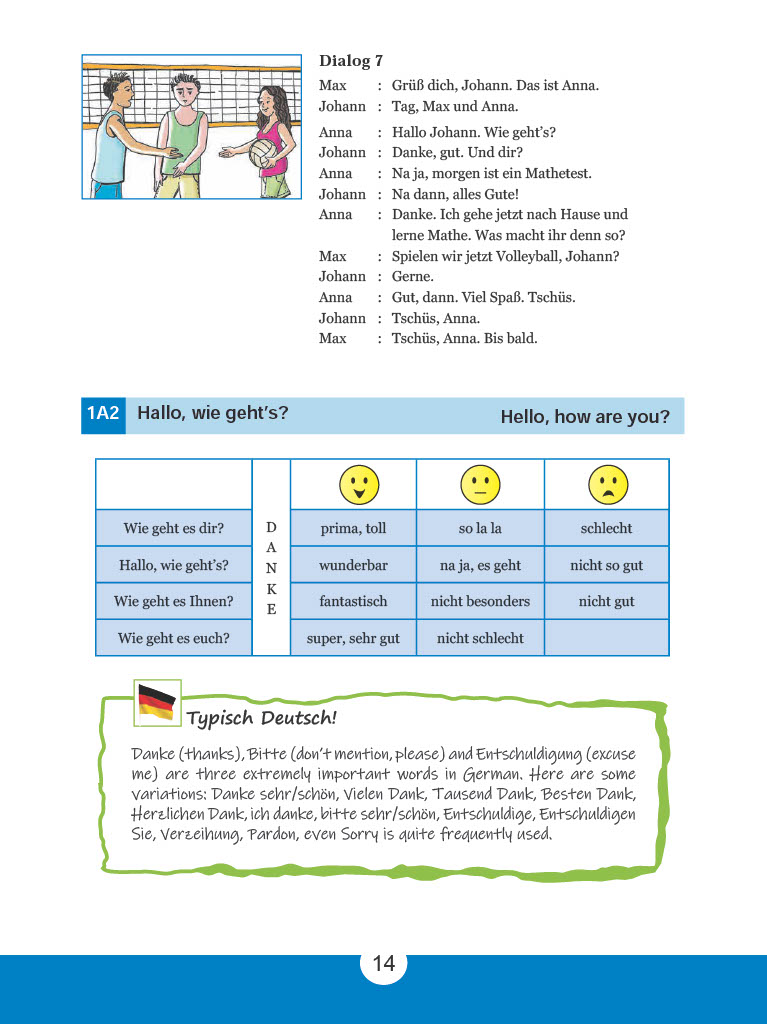 Dialog 7
Max : Grüß dich, Johann. Das ist Anna.
Johann : Tag, Max und Anna.
Anna : Hallo Johann. Wie geht's?
Johann : Danke, gut. Und dir?
Anna : Na ja, morgen ist ein Mathetest.
Johann : Na dann, alles Gute!
Anna : Danke. Ich gehe jetzt nach Hause und
lerne Mathe. Was macht ihr denn so?
Max : Spielen wir jetzt Volleyball, Johann?
Johann : Gerne.
Anna : Gut, dann. Viel Spaß. Tschüs.
Johann : Tschüs, Anna.
Max : Tschüs, Anna. Bis bald.
1A2 Hallo, wie geht's? Hello, how are you?
DANKE
Wie geht es dir? prima, toll so la la schlecht
Hallo, wie geht's? wunderbar na ja, es geht nicht so gut
Wie geht es Ihnen? fantastisch nicht besonders nicht gut
Wie geht es euch? super, sehr gut nicht schlecht
Typisch Deutsch!
Danke (thanks), Bitte (don't mention, please) and Entschuldigung (excuse
me) are three extremely important words in German. Here are some
variations: Danke sehr/schön, Vielen Dank, Tausend Dank, Besten Dank,
Herzlichen Dank, ich danke, bitte sehr/schön, Entschuldige, Entschuldigen
Sie, Verzeihung, Pardon, even Sorry is quite frequently used.
14